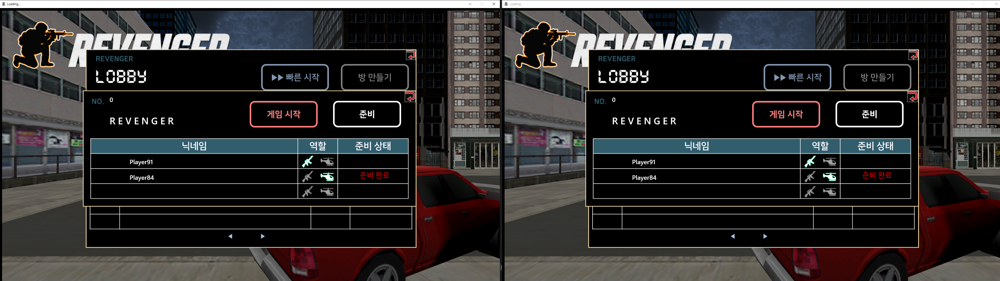 Loading...
REVENGER
REVENGER
LOBBY
▶▶ 빠른 시작
방 만들기
NO. 0
게임 시작
준비
REVENGER
닉네임 역할 준비 상태
Player91
Player84 준비 완료
◀ ▶
Loading...
REVENGER
REVENGER
LOBBY
▶▶ 빠른 시작
방 만들기
NO. 0
게임 시작
준비
REVENGER
닉네임 역할 준비 상태
Player91
Player84 준비 완료
◀ ▶